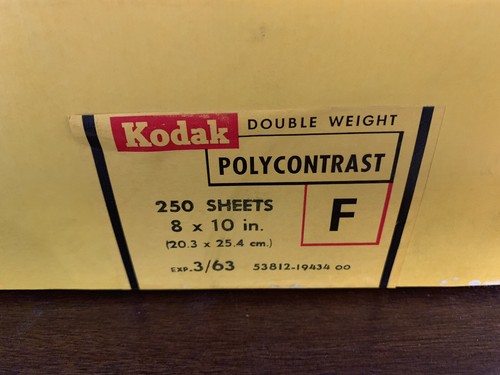 Kodak DOUBLE WEIGHT
POLYCONTRAST
250 SHEETS
8 x 10 in.
(20.3 x 25.4 cm.)
F
EXP. 3/63 53812-19434 00